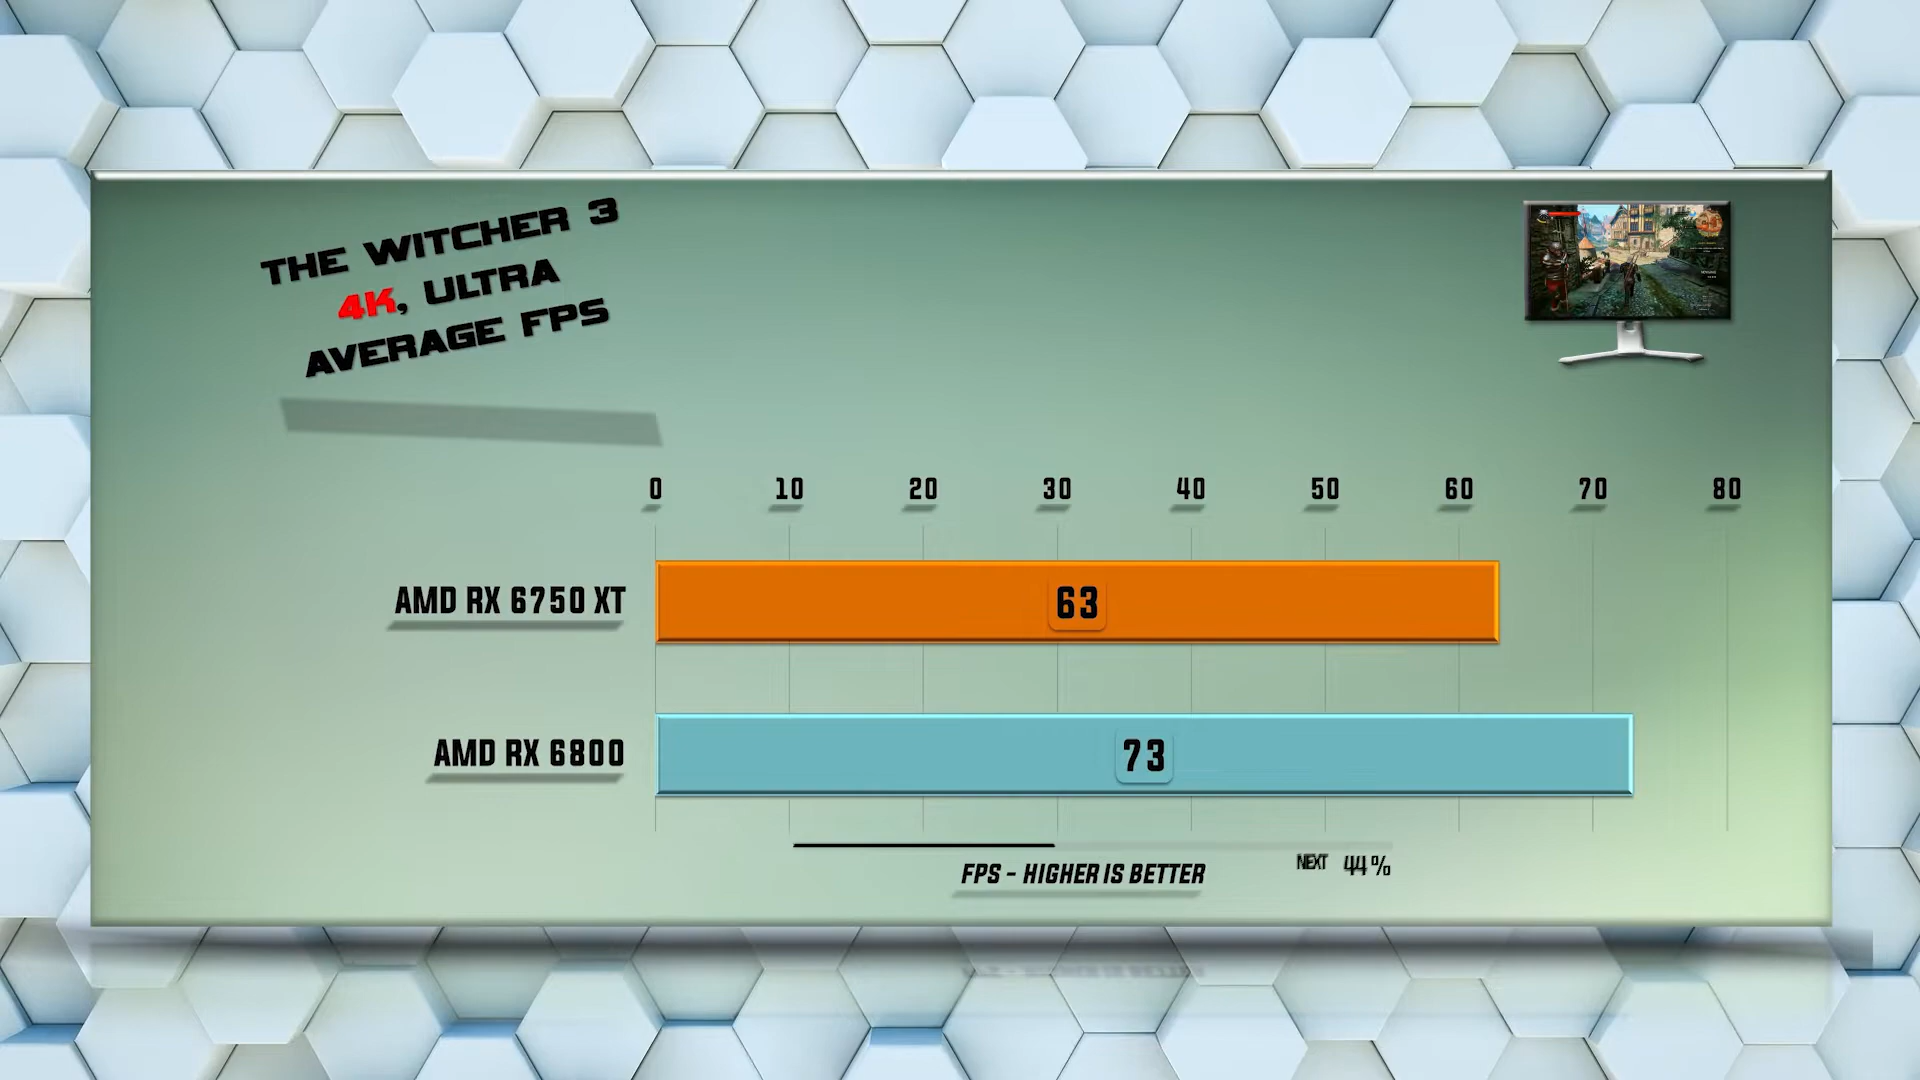 THE WITCHER 3
4K, ULTRA
AVERAGE FPS
0 10 20 30 40 50 60 70 80
AMD RX 6750 XT 63
AMD RX 6800 73
FPS - HIGHER IS BETTER
NEXT 44%